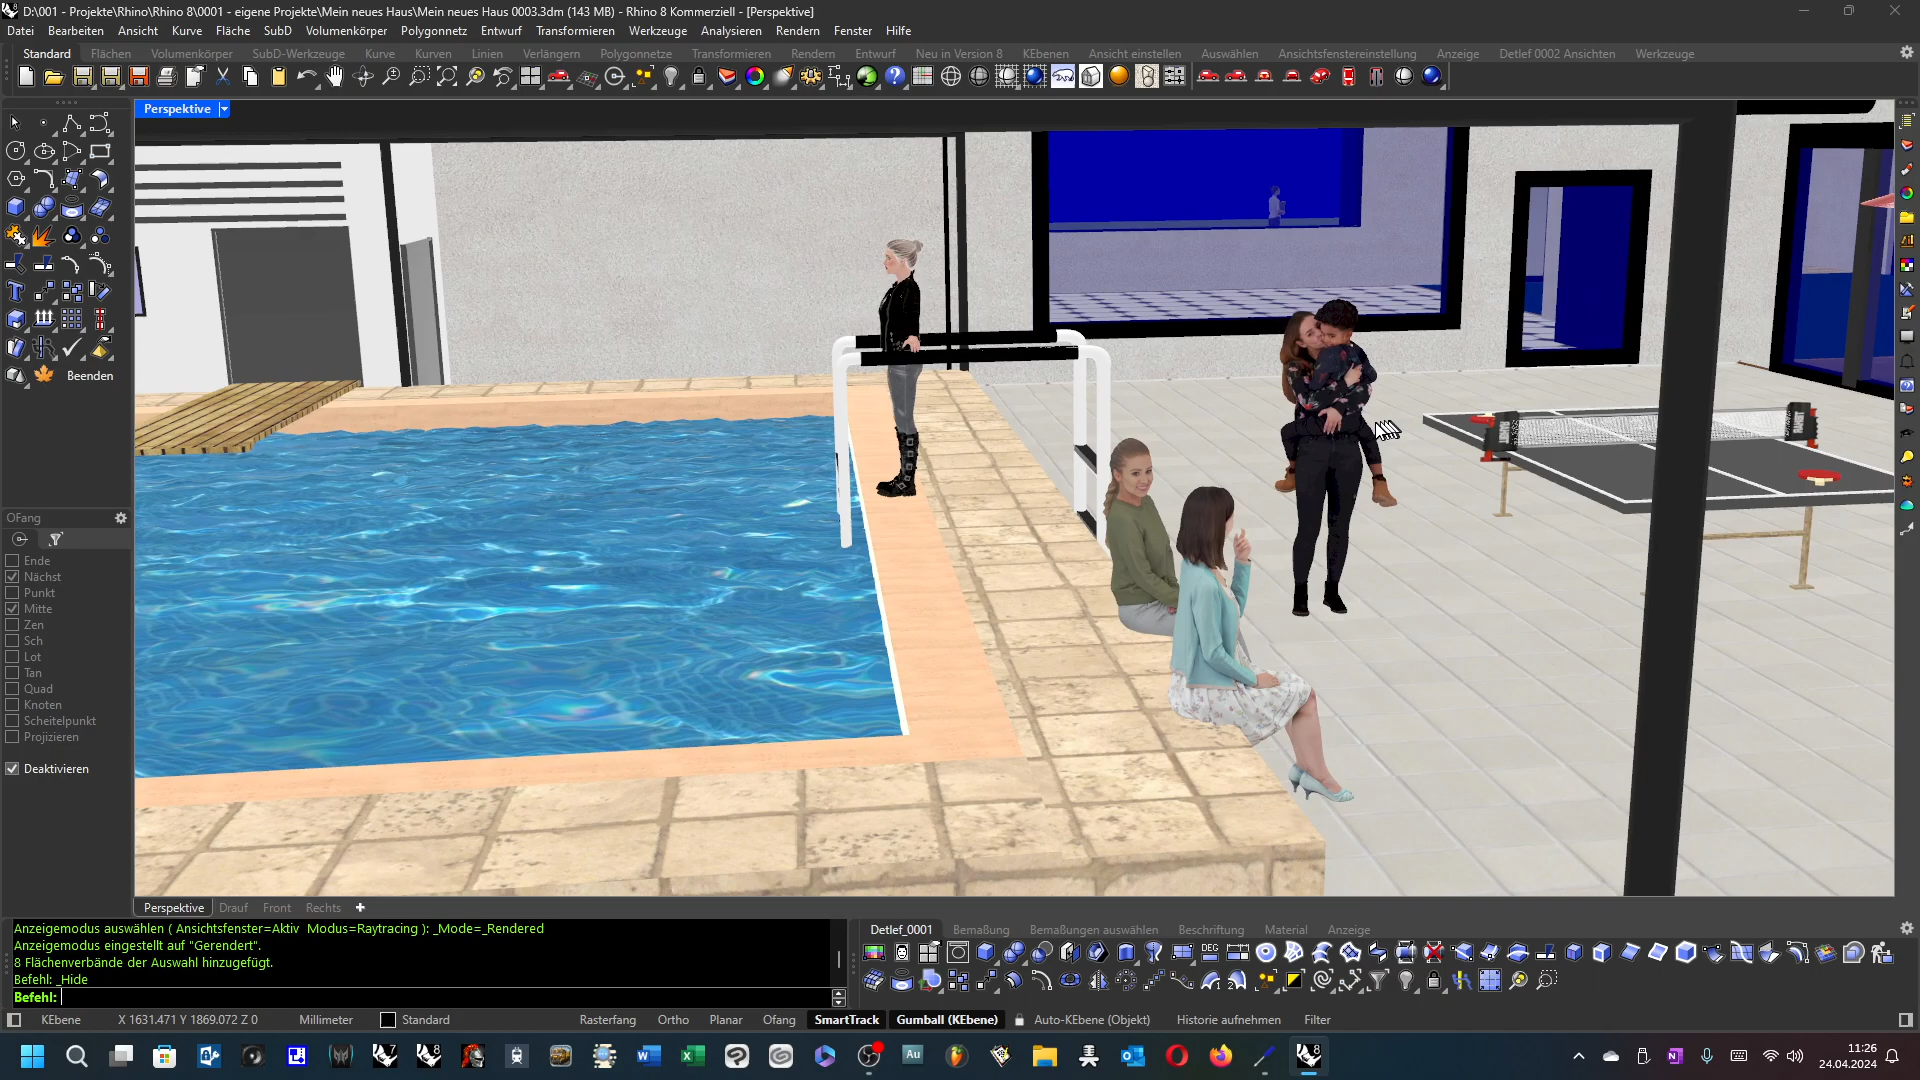 D:\001 - Projekte\Rhino\Rhino 8\0001 - eigene Projekte\Mein neues Haus\Mein neues Haus 0003.3dm (143 MB) - Rhino 8 Kommerziell - [Perspektive]
Datei Bearbeiten Ansicht Kurve Fläche SubD Volumenkörper Polygonnetz Entwurf Transformieren Werkzeuge Analysieren Rendern Fenster Hilfe
Standard Flächen Volumenkörper SubD-Werkzeuge Kurve Kurven Linien Verlängern Polygonnetze Transformieren Rendern Entwurf Neu in Version 8 KEbenen Ansicht einstellen Auswählen Ansichtsfenstereinstellung Anzeige Detlef 0002 Ansichten Werkzeuge
Perspektive
Beenden
OFang
Ende
Nächst
Punkt
Mitte
Zen
Sch
Lot
Tan
Quad
Knoten
Scheitelpunkt
Projizieren
Deaktivieren
Perspektive Drauf Front Rechts
Anzeigemodus auswählen ( Ansichtsfenster=Aktiv Modus=Raytracing ): _Mode=_Rendered
Anzeigemodus eingestellt auf "Gerendert".
8 Flächenverbände der Auswahl hinzugefügt.
Befehl: _Hide
Befehl:
Detlef_0001 Bemaßung Bemaßungen auswählen Beschriftung Material Anzeige
DEG
KEbene X 1631.471 Y 1869.072 Z 0 Millimeter Standard Rasterfang Ortho Planar Ofang SmartTrack Gumball (KEbene) Auto-KEbene (Objekt) Historie aufnehmen Filter
7 8 Au 8
11:26
24.04.2024